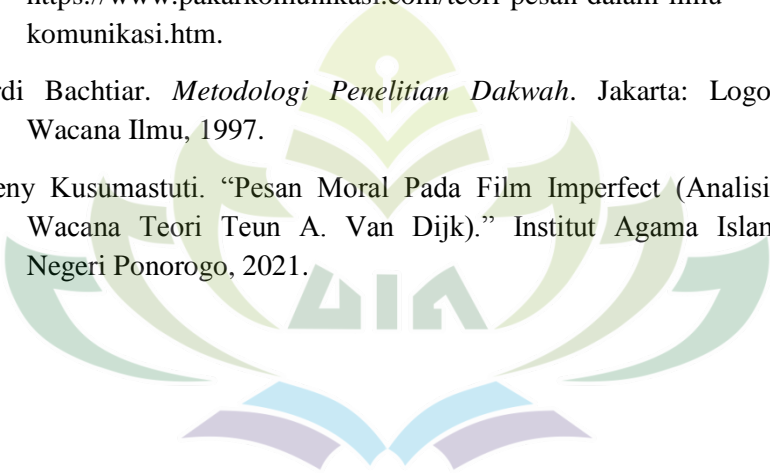 https://www.pakarkomunikasi.com/teori-pesan-dalam-ilmu-
komunikasi.htm.
rdi Bachtiar. Metodologi Penelitian Dakwah. Jakarta: Logo
Wacana Ilmu, 1997.
eny Kusumastuti. “Pesan Moral Pada Film Imperfect (Analisi
Wacana Teori Teun A. Van Dijk).” Institut Agama Islan
Negeri Ponorogo, 2021.
UIN